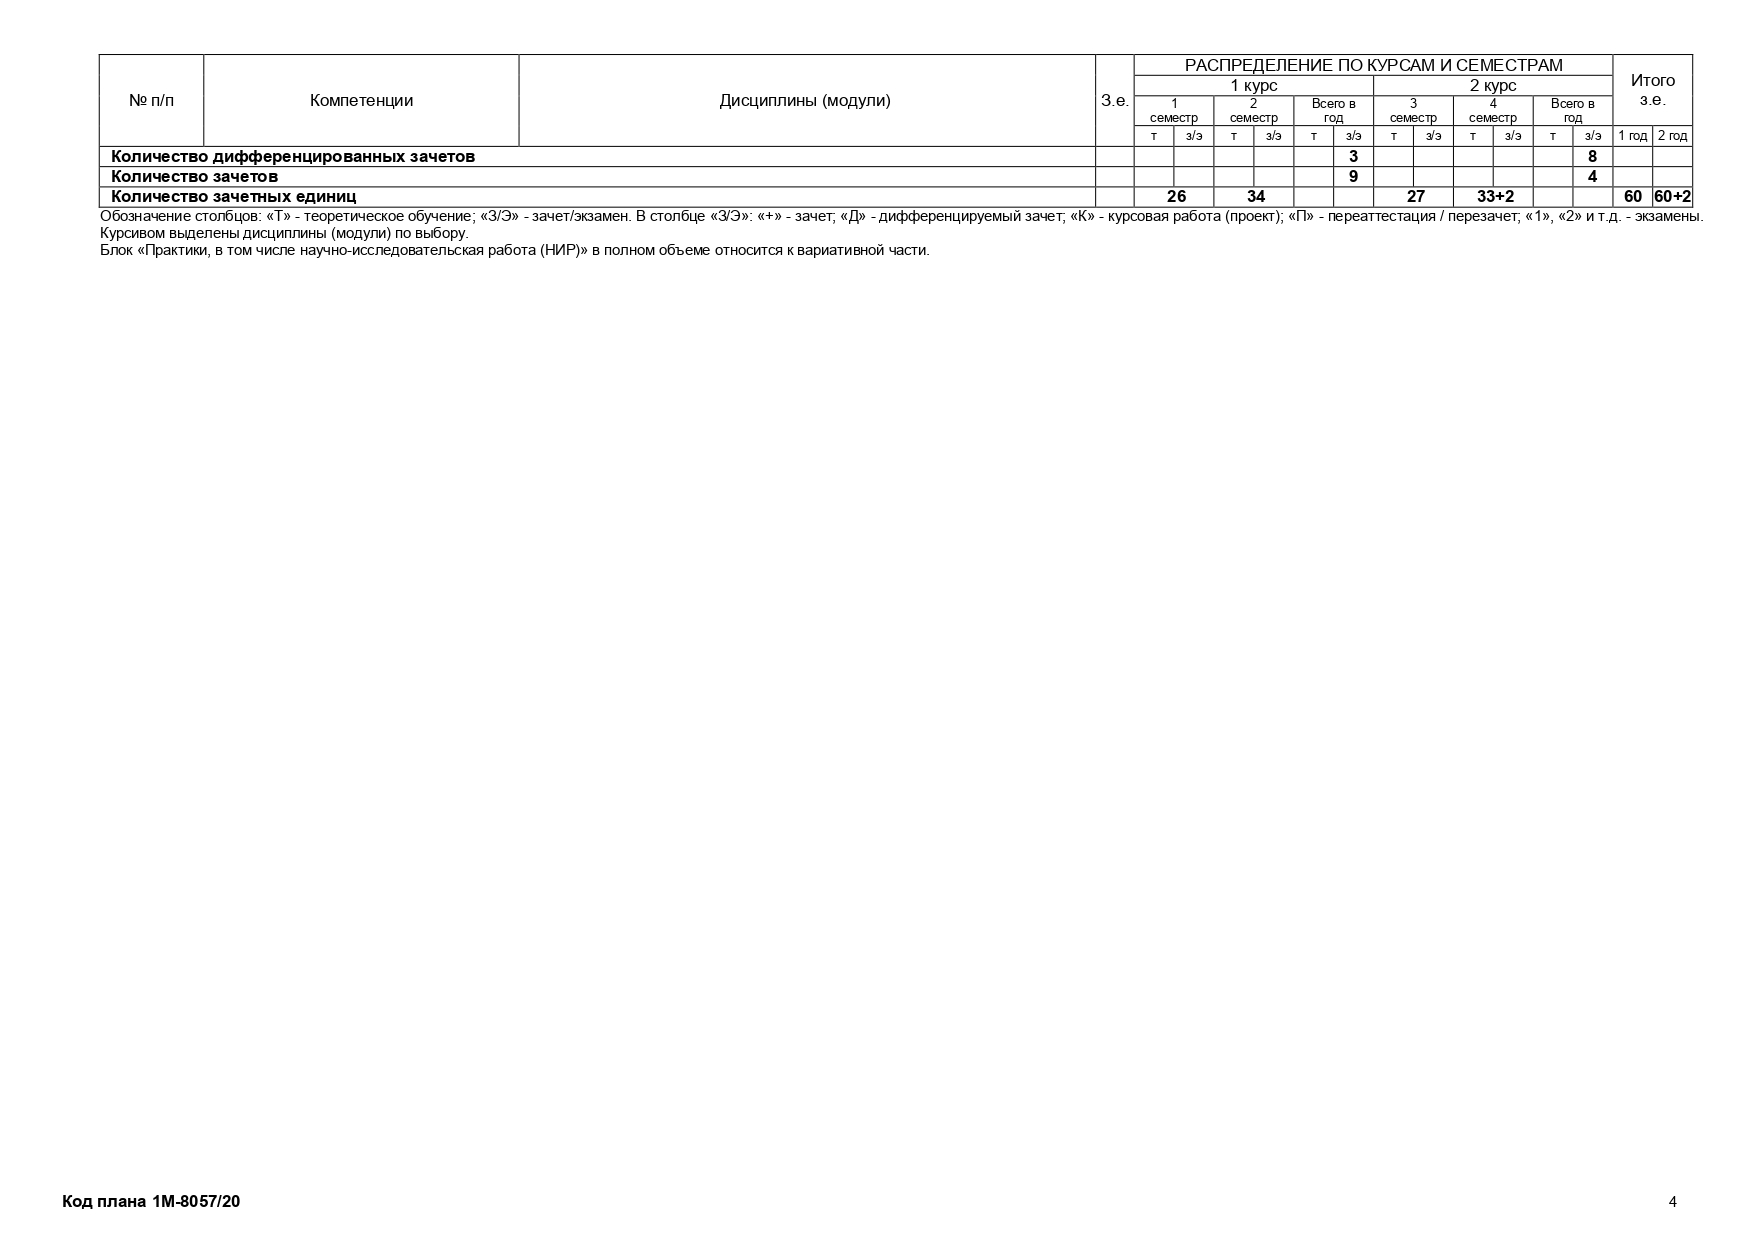 № п/п Компетенции Дисциплины (модули) З.е. РАСПРЕДЕЛЕНИЕ ПО КУРСАМ И СЕМЕСТРАМ Итого з.е.
1 курс 2 курс
1 семестр 2 семестр Всего в год 3 семестр 4 семестр Всего в год
т з/э т з/э т з/э т з/э т з/э т з/э 1 год 2 год
Количество дифференцированных зачетов 3 8
Количество зачетов 9 4
Количество зачетных единиц 26 34 27 33+2 60 60+2
Обозначение столбцов: «Т» - теоретическое обучение; «З/Э» - зачет/экзамен. В столбце «З/Э»: «+» - зачет; «Д» - дифференцируемый зачет; «К» - курсовая работа (проект); «П» - переаттестация / перезачет; «1», «2» и т.д. - экзамены.
Курсивом выделены дисциплины (модули) по выбору.
Блок «Практики, в том числе научно-исследовательская работа (НИР)» в полном объеме относится к вариативной части.
Код плана 1М-8057/20 4